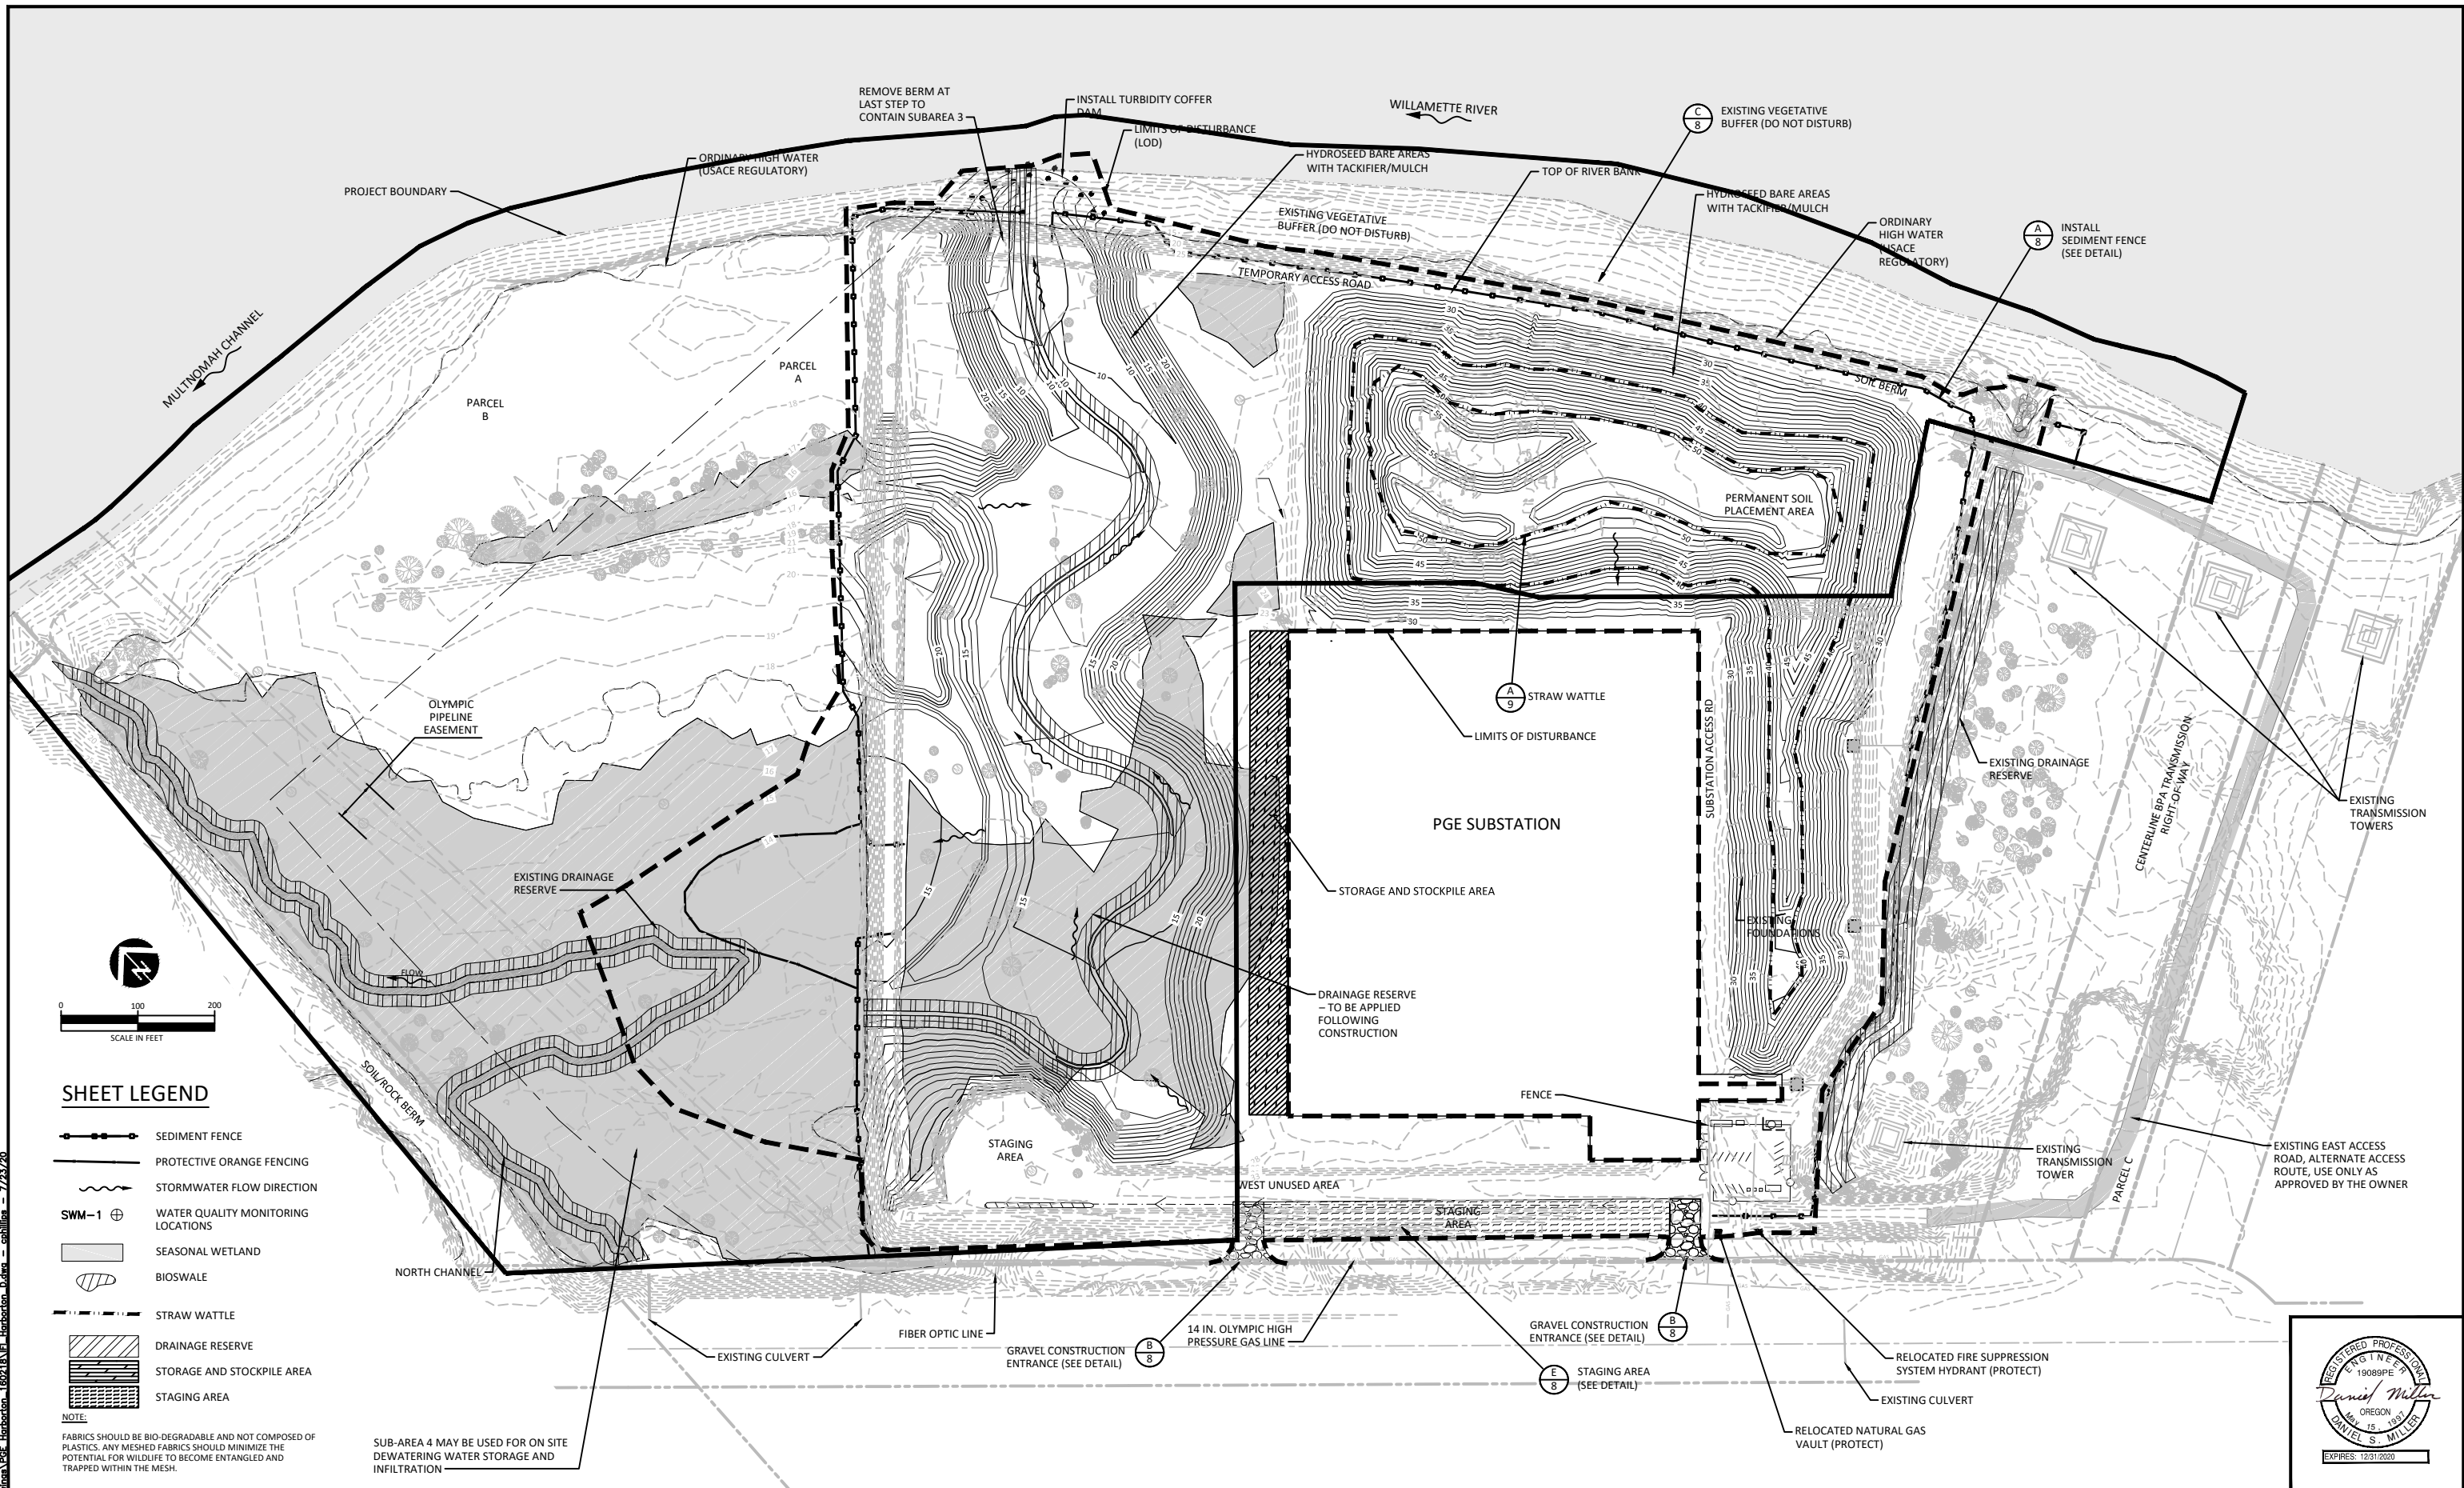 REMOVE BERM AT
LAST STEP TO
CONTAIN SUBAREA 3
INSTALL TURBIDITY COFFER
DAM
LIMITS OF DISTURBANCE
(LOD)
WILLAMETTE RIVER
C
8
EXISTING VEGETATIVE
BUFFER (DO NOT DISTURB)
ORDINARY HIGH WATER
(USACE REGULATORY)
HYDROSEED BARE AREAS
WITH TACKIFIER/MULCH
TOP OF RIVER BANK
PROJECT BOUNDARY
HYDROSEED BARE AREAS
WITH TACKIFIER/MULCH
EXISTING VEGETATIVE
BUFFER (DO NOT DISTURB)
ORDINARY
HIGH WATER
(USACE
REGULATORY)
A
8
INSTALL
SEDIMENT FENCE
(SEE DETAIL)
TEMPORARY ACCESS ROAD
MULTNOMAH CHANNEL
PARCEL
A
PARCEL
B
SOIL BERM
PERMANENT SOIL
PLACEMENT AREA
OLYMPIC
PIPELINE
EASEMENT
A
9
STRAW WATTLE
LIMITS OF DISTURBANCE
SUBSTATION ACCESS RD
EXISTING DRAINAGE
RESERVE
CENTERLINE BPA TRANSMISSION
RIGHT-OF-WAY
EXISTING
TRANSMISSION
TOWERS
PGE SUBSTATION
EXISTING DRAINAGE
RESERVE
STORAGE AND STOCKPILE AREA
EXISTING
FOUNDATIONS
FLOW
DRAINAGE RESERVE
– TO BE APPLIED
FOLLOWING
CONSTRUCTION
0 100 200
SCALE IN FEET
SOIL/ROCK BERM
FENCE
STAGING
AREA
WEST UNUSED AREA
STAGING
AREA
EXISTING
TRANSMISSION
TOWER
PARCEL C
EXISTING EAST ACCESS
ROAD, ALTERNATE ACCESS
ROUTE, USE ONLY AS
APPROVED BY THE OWNER
SHEET LEGEND
SEDIMENT FENCE
PROTECTIVE ORANGE FENCING
STORMWATER FLOW DIRECTION
SWM-1
WATER QUALITY MONITORING
LOCATIONS
SEASONAL WETLAND
BIOSWALE
STRAW WATTLE
DRAINAGE RESERVE
STORAGE AND STOCKPILE AREA
STAGING AREA
NOTE:
FABRICS SHOULD BE BIO-DEGRADABLE AND NOT COMPOSED OF
PLASTICS. ANY MESHED FABRICS SHOULD MINIMIZE THE
POTENTIAL FOR WILDLIFE TO BECOME ENTANGLED AND
TRAPPED WITHIN THE MESH.
NORTH CHANNEL
FIBER OPTIC LINE
EXISTING CULVERT
GRAVEL CONSTRUCTION
ENTRANCE (SEE DETAIL)
B
8
14 IN. OLYMPIC HIGH
PRESSURE GAS LINE
GRAVEL CONSTRUCTION
ENTRANCE (SEE DETAIL)
B
8
E
8
STAGING AREA
(SEE DETAIL)
RELOCATED FIRE SUPPRESSION
SYSTEM HYDRANT (PROTECT)
EXISTING CULVERT
RELOCATED NATURAL GAS
VAULT (PROTECT)
SUB-AREA 4 MAY BE USED FOR ON SITE
DEWATERING WATER STORAGE AND
INFILTRATION
REGISTERED PROFESSIONAL
ENGINEER
19089PE
Daniel Miller
OREGON
May 15, 1997
DANIEL S. MILLER
EXPIRES: 12/31/2020